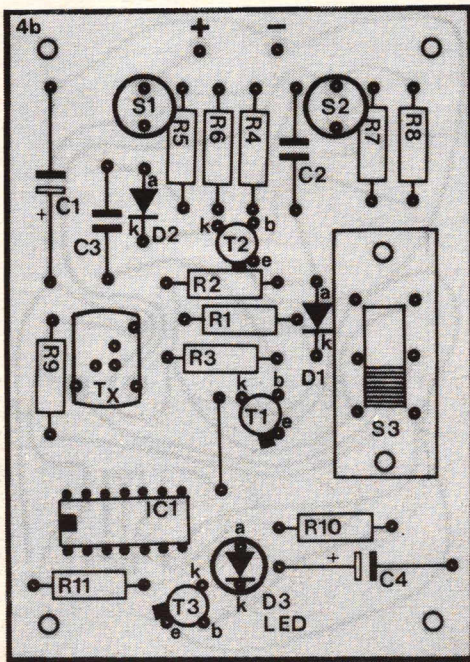 4b
+ -
S1
S2
R5
R6
R4
C2
R7
R8
C1
+
C3
a
k
D2
k
b
T2
e
R2
R1
a
k
D1
R3
R9
TX
k
b
T1
e
S3
IC1
R10
a
k
D3
LED
+
C4
R11
k
T3
e
b